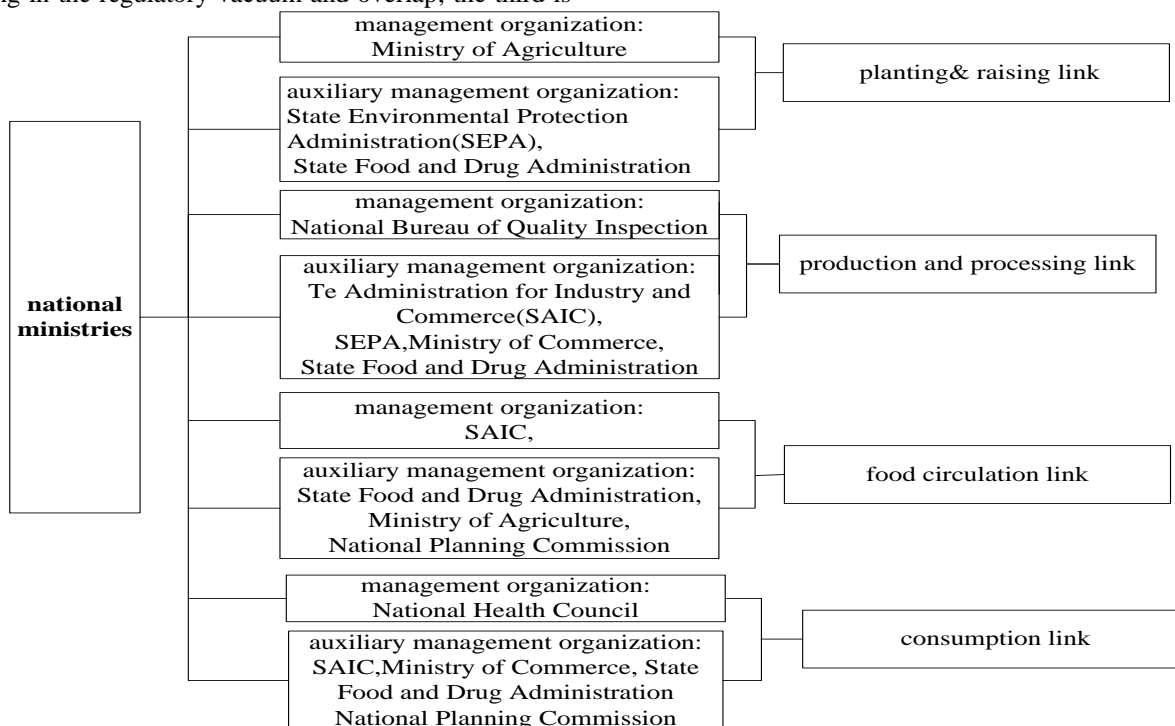 ng in the regulatory vacuum and overlap, the third is
management organization:
Ministry of Agriculture
auxiliary management organization:
State Environmental Protection
Administration(SEPA),
State Food and Drug Administration
planting& raising link
management organization:
National Bureau of Quality Inspection
auxiliary management organization:
Te Administration for Industry and
Commerce(SAIC),
SEPA,Ministry of Commerce,
State Food and Drug Administration
production and processing link
national
ministries
management organization:
SAIC,
auxiliary management organization:
State Food and Drug Administration,
Ministry of Agriculture,
National Planning Commission
food circulation link
management organization:
National Health Council
auxiliary management organization:
SAIC,Ministry of Commerce, State
Food and Drug Administration
National Planning Commission
consumption link